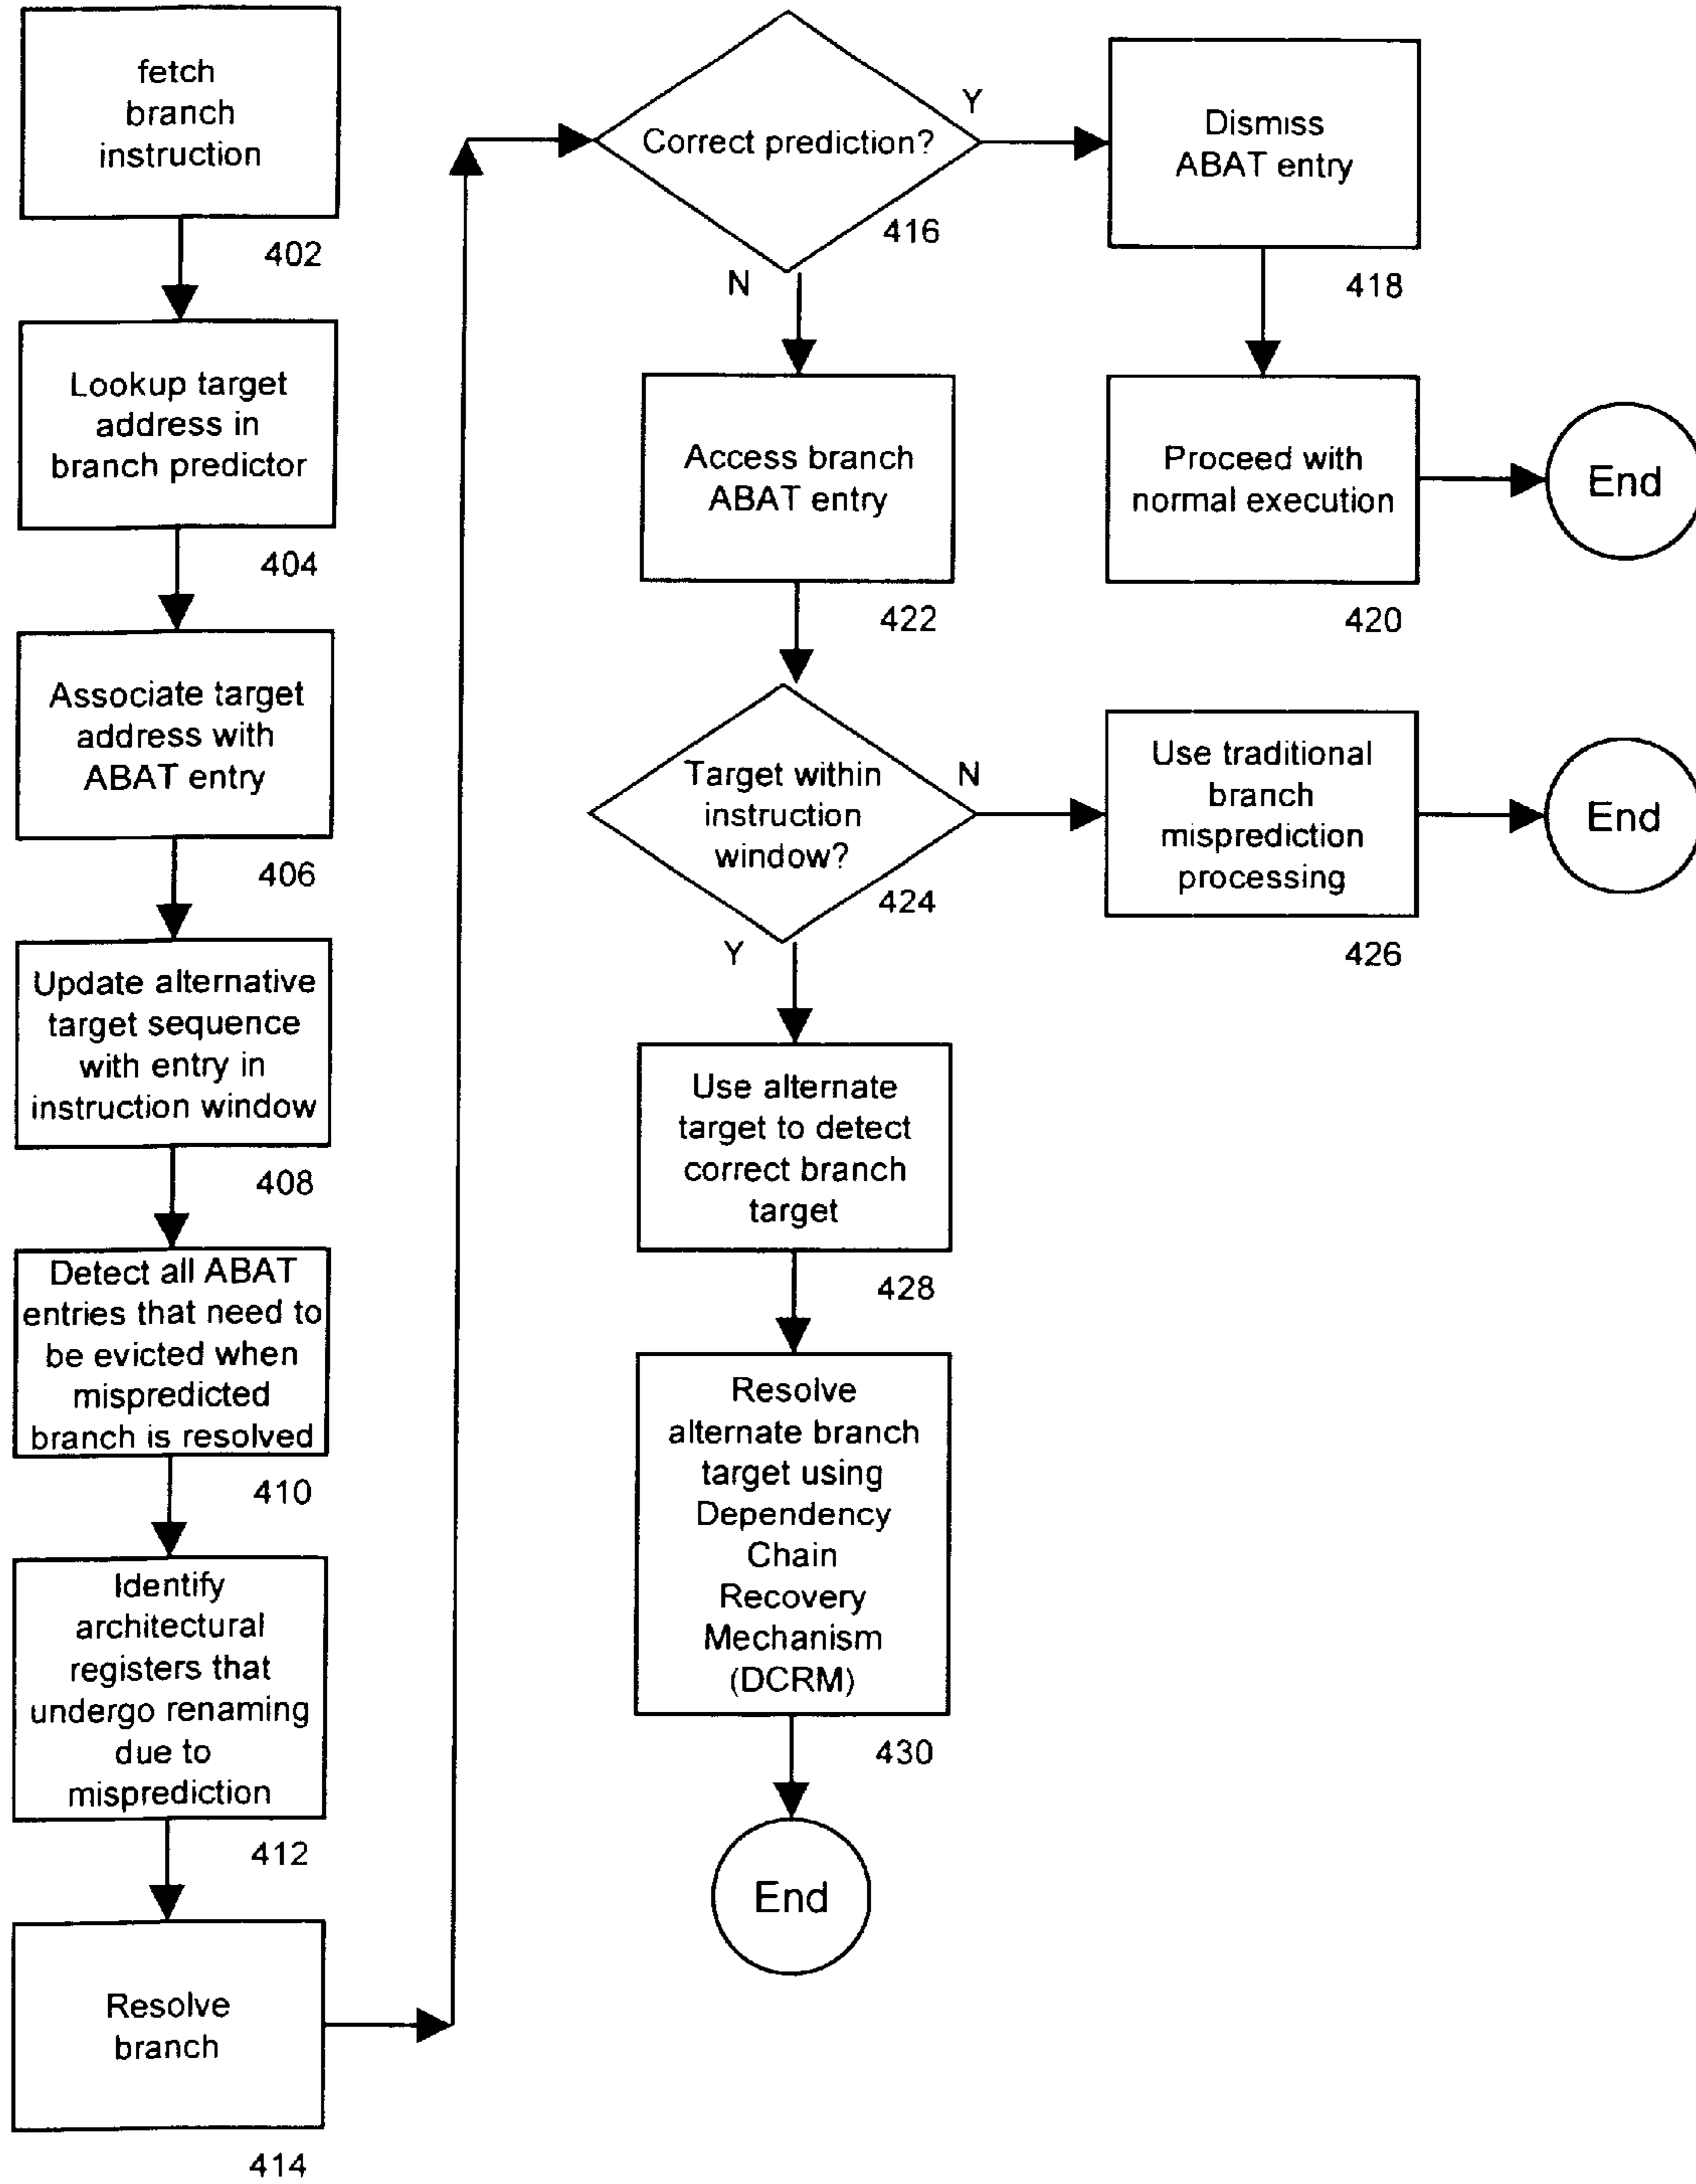 fetch
branch
instruction
402
Lookup target
address in
branch predictor
404
Associate target
address with
ABAT entry
406
Update alternative
target sequence
with entry in
instruction window
408
Detect all ABAT
entries that need to
be evicted when
mispredicted
branch is resolved
410
Identify
architectural
registers that
undergo renaming
due to
misprediction
412
Resolve
branch
414
Correct prediction?
Y
416
N
Dismiss
ABAT entry
418
Proceed with
normal execution
420
End
Access branch
ABAT entry
422
Target within
instruction
window?
N
424
Y
Use traditional
branch
misprediction
processing
426
End
Use alternate
target to detect
correct branch
target
428
Resolve
alternate branch
target using
Dependency
Chain
Recovery
Mechanism
(DCRM)
430
End